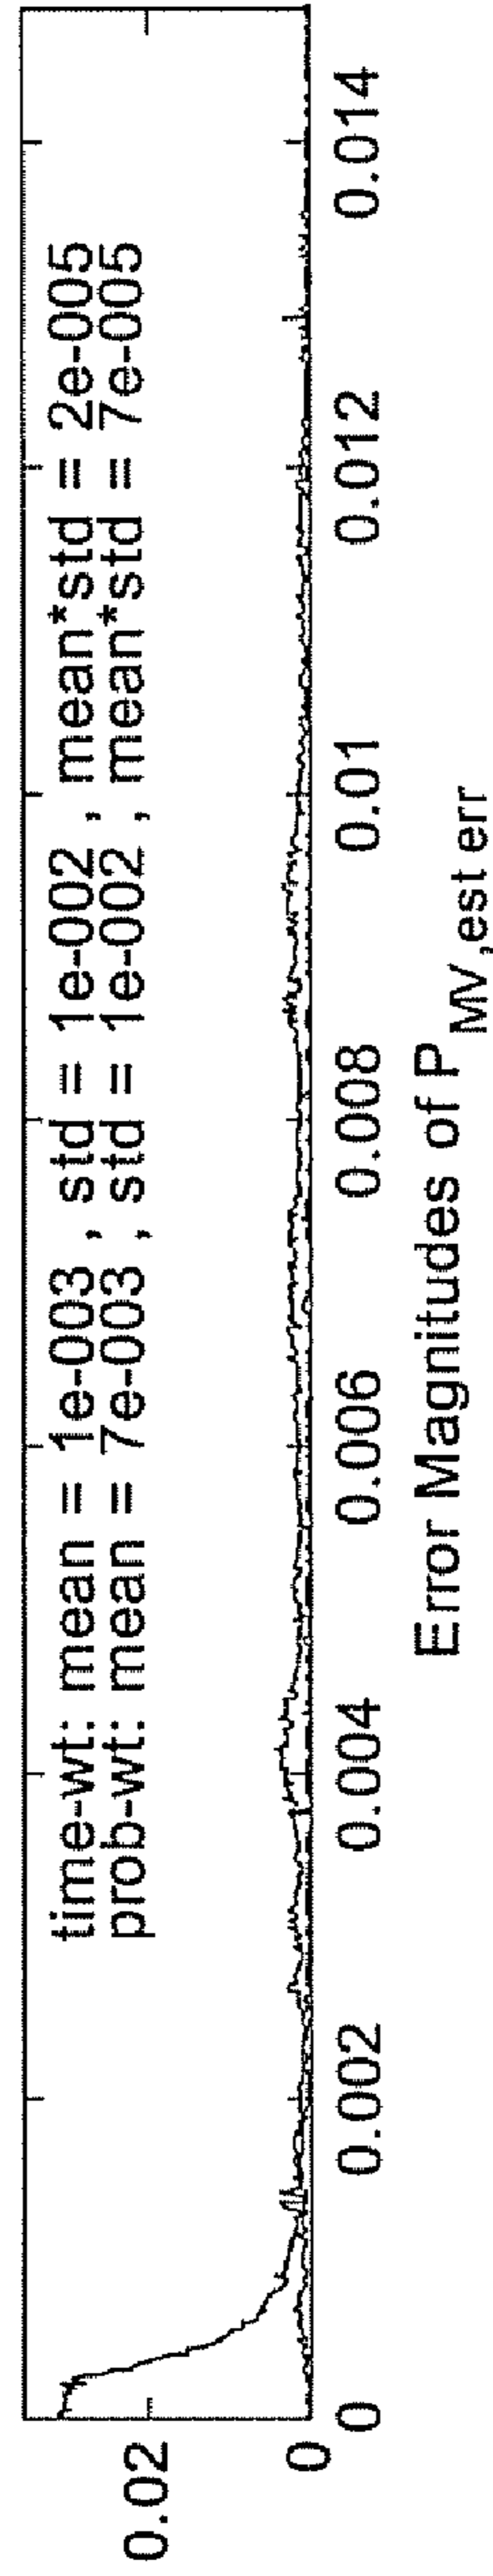 time-wt: mean = 1e-003 ; std = 1e-002 ; mean*std = 2e-005
prob-wt: mean = 7e-003 ; std = 1e-002 ; mean*std = 7e-005
0.02
0
0 0.002 0.004 0.006 0.008 0.01 0.012 0.014
Error Magnitudes of P MV,est err